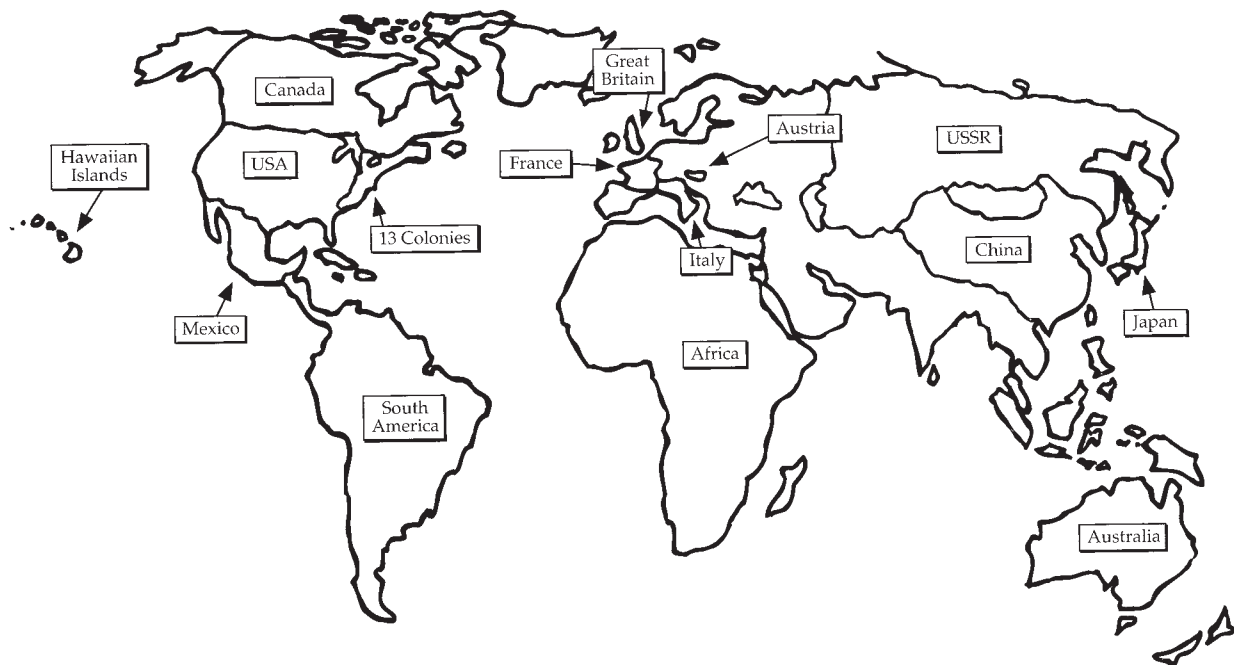 Great
Britain
Canada
Austria
USSR
Hawaiian
Islands
USA
France
13 Colonies
Italy
China
Mexico
Japan
Africa
South
America
Australia